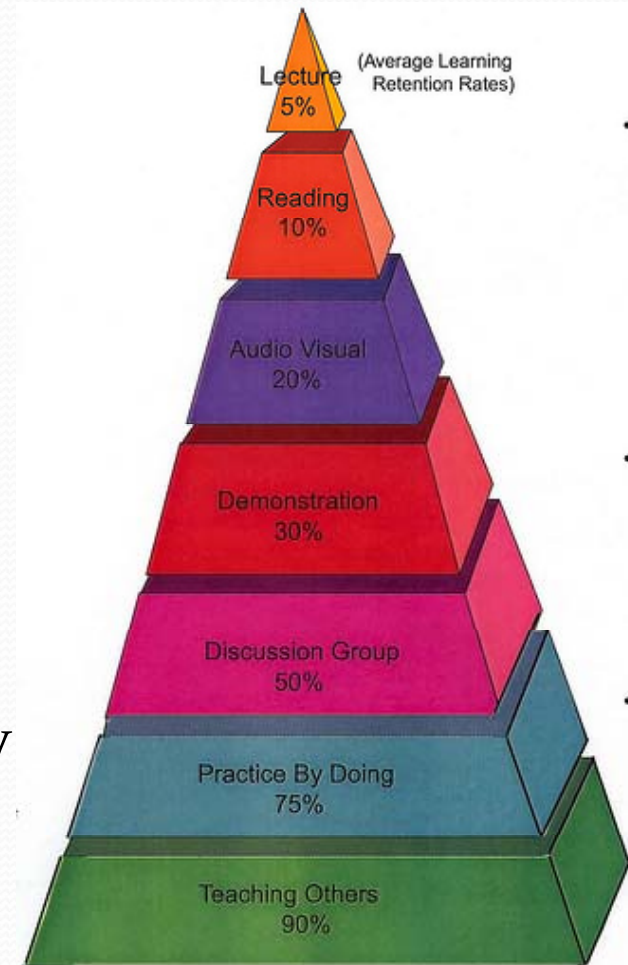 Lecture
5%
(Average Learning
Retention Rates)
Reading
10%
Audio Visual
20%
Demonstration
30%
Discussion Group
50%
Practice By Doing
75%
Teaching Others
90%